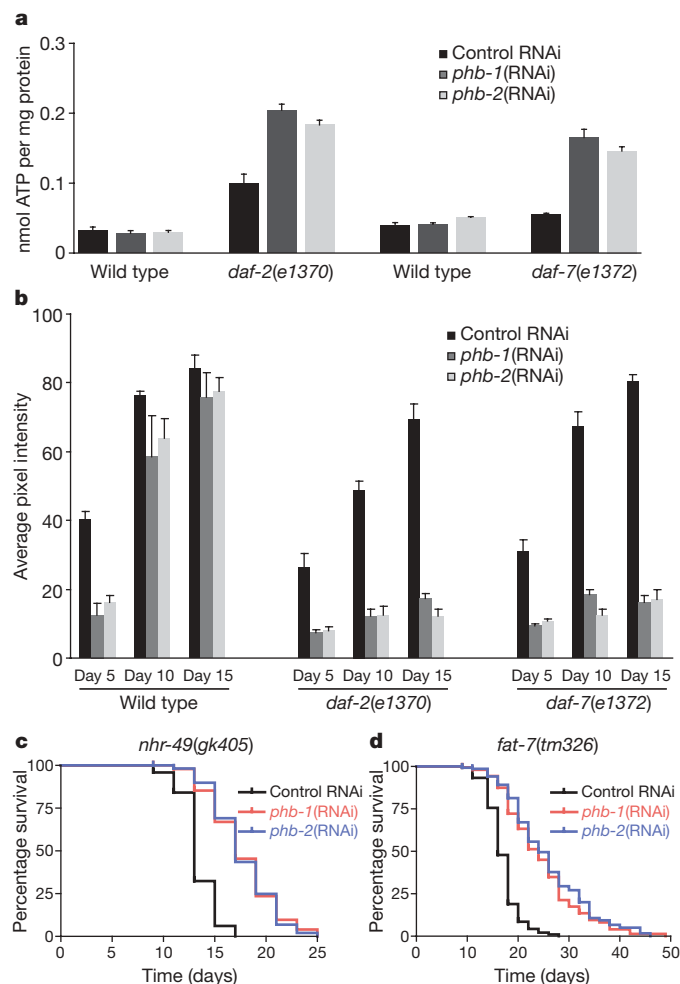 a
nmol ATP per mg protein
0.3
0.2
0.1
0
Control RNAi
phb-1(RNAi)
phb-2(RNAi)
Wild type daf-2(e1370) Wild type daf-7(e1372)
b
Average pixel intensity
100
80
60
40
20
0
Control RNAi
phb-1(RNAi)
phb-2(RNAi)
Day 5 Day 10 Day 15 Day 5 Day 10 Day 15 Day 5 Day 10 Day 15
Wild type daf-2(e1370) daf-7(e1372)
c
nhr-49(gk405)
Percentage survival
100
75
50
25
0
Control RNAi
phb-1(RNAi)
phb-2(RNAi)
0 5 10 15 20 25
Time (days)
d
fat-7(tm326)
Percentage survival
100
75
50
25
0
Control RNAi
phb-1(RNAi)
phb-2(RNAi)
0 10 20 30 40 50
Time (days)